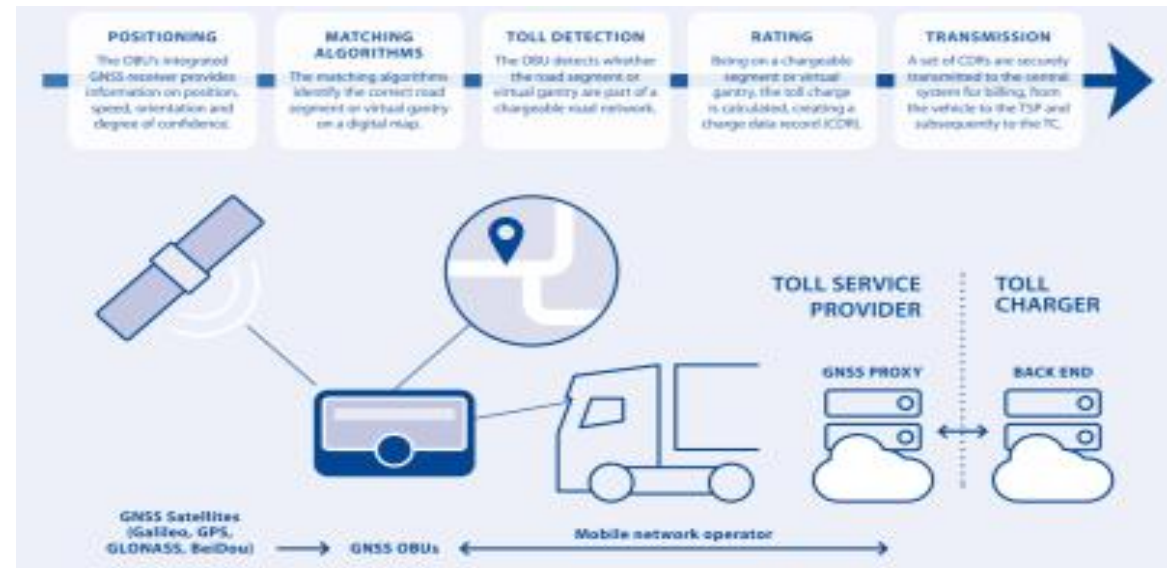 POSITIONING
The OBU's integrated
GNSS receiver provides
information on position,
speed, orientation and
degree of confidence.
MATCHING
ALGORITHMS
The matching algorithms
identify the correct road
segment or virtual gantry
on a digital map.
TOLL DETECTION
The OBU detects whether
the road segment or
virtual gantry are part of a
chargeable road network.
RATING
Being on a chargeable
segment or virtual
gantry, the toll charge
is calculated, creating a
charge data record (CDR).
TRANSMISSION
A set of CDRs are securely
transmitted to the central
system for billing, from
the vehicle to the TSP and
subsequently to the TC.
TOLL SERVICE
PROVIDER
TOLL
CHARGER
GNSS PROXY
BACK END
GNSS Satellites
(Galileo, GPS,
GLONASS, BeiDou)
GNSS OBUs
Mobile network operator